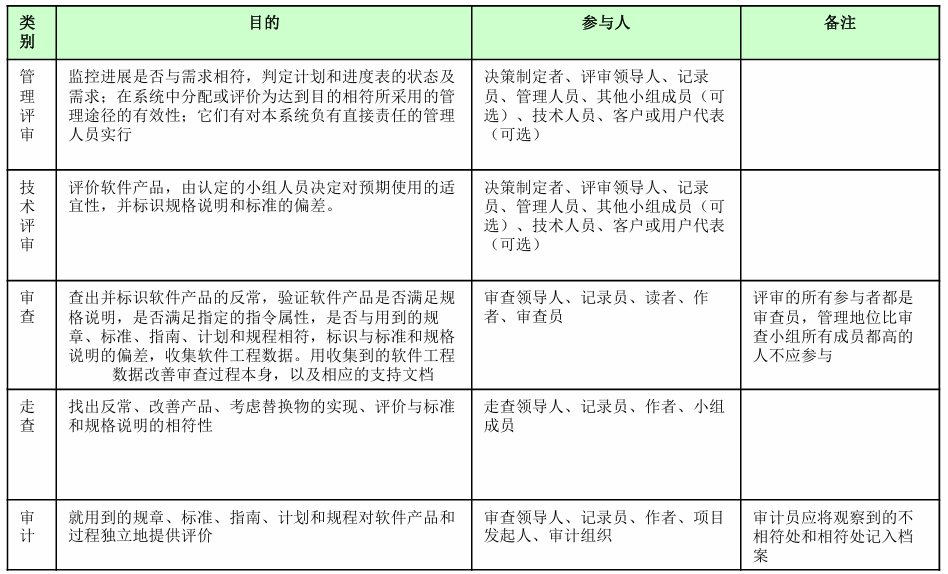 类别 目的 参与人 备注
管理评审
监控进展是否与需求相符，判定计划和进度表的状态及
需求；在系统中分配或评价为达到目的相符所采用的管
理途径的有效性；它们有对本系统负有直接责任的管理
人员实行
决策制定者、评审领导人、记录
员、管理人员、其他小组成员（可
选）、技术人员、客户或用户代表
（可选）
技术评审
评价软件产品，由认定的小组人员决定对预期使用的适
宜性，并标识规格说明和标准的偏差。
决策制定者、评审领导人、记录
员、管理人员、其他小组成员（可
选）、技术人员、客户或用户代表
（可选）
审查
查出并标识软件产品的反常，验证软件产品是否满足规
格说明，是否满足指定的指令属性，是否与用到的规
章、标准、指南、计划和规程相符，标识与标准和规格
说明的偏差，收集软件工程数据。用收集到的软件工程
数据改善审查过程本身，以及相应的支持文档
审查领导人、记录员、读者、作
者、审查员
评审的所有参与者都是
审查员，管理地位比审
查小组所有成员都高的
人不应参与
走查
找出反常、改善产品、考虑替换物的实现、评价与标准
和规格说明的相符性
走查领导人、记录员、作者、小组
成员
审计
就用到的规章、标准、指南、计划和规程对软件产品和
过程独立地提供评价
审查领导人、记录员、作者、项目
发起人、审计组织
审计员应将观察到的不
相符处和相符处记入档
案